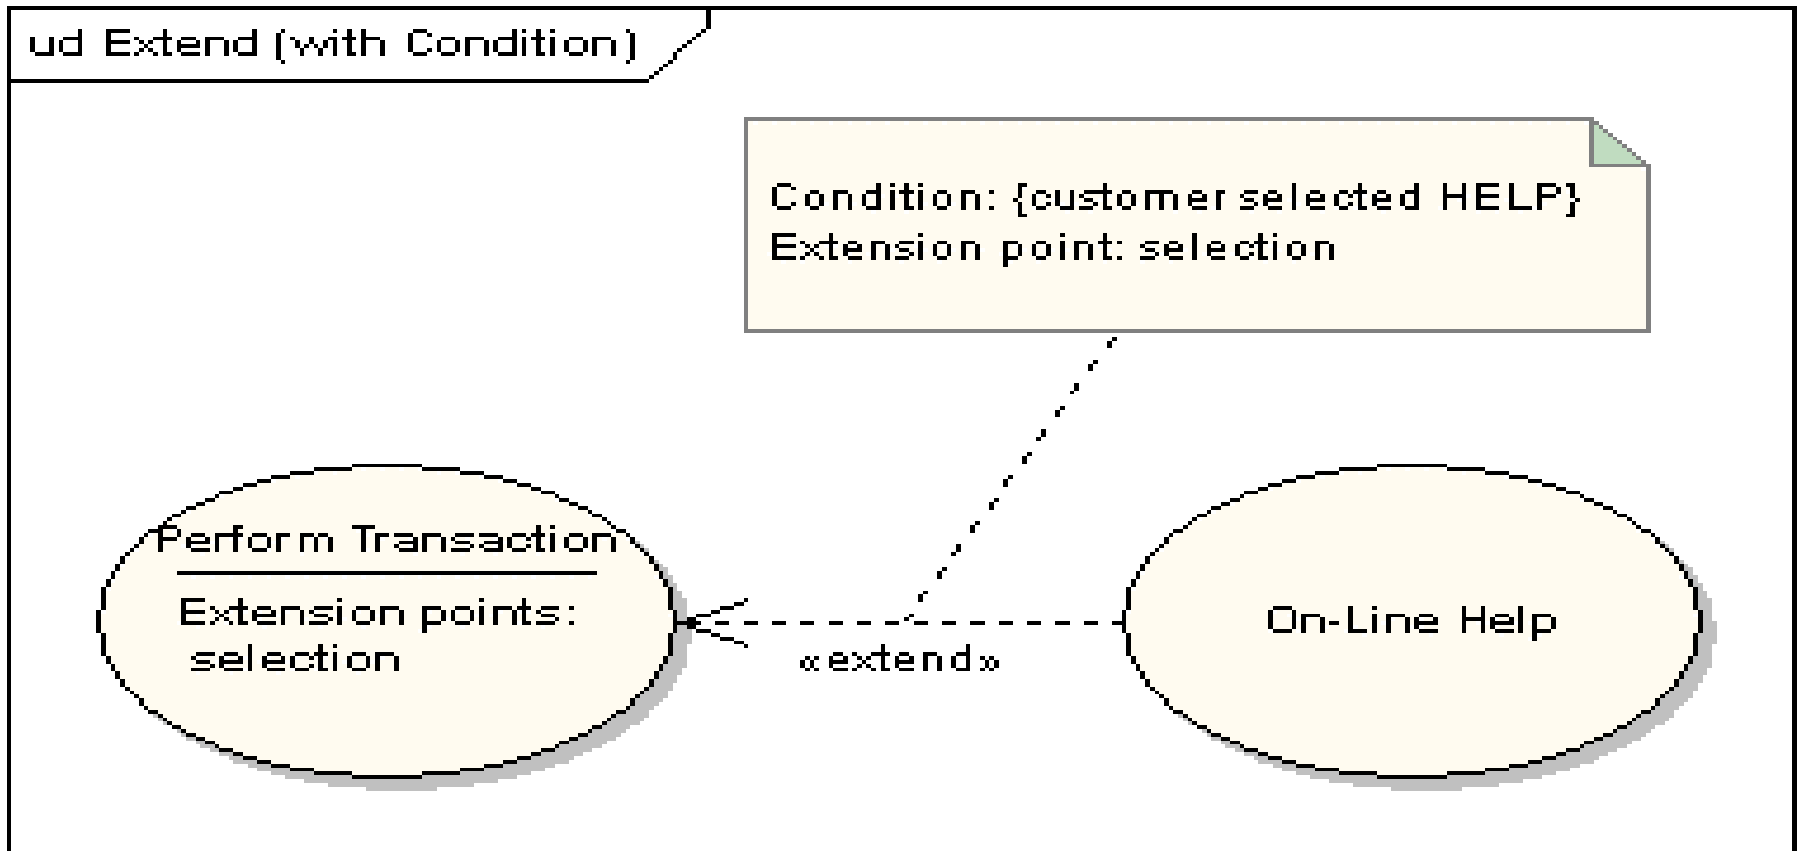 ud Extend (with Condition)
Condition: {customer selected HELP}
Extension point: selection
Perform Transaction
Extension points:
selection
«extend»
On-Line Help